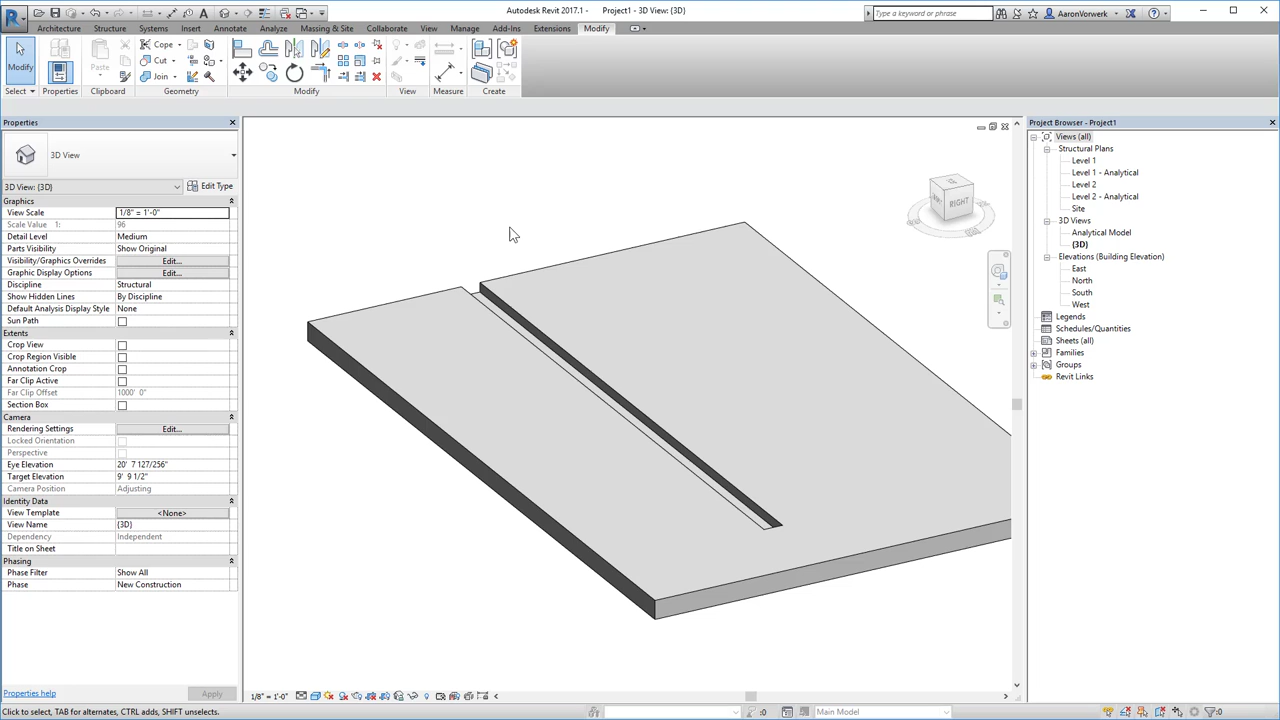 Autodesk Revit 2017.1 - Project1 - 3D View: {3D}
Type a keyword or phrase
AaronVorwerk
Architecture Structure Systems Insert Annotate Analyze Massing & Site Collaborate View Manage Add-Ins Extensions Modify
Modify
Paste
Cope
Cut
Join
Select Properties Clipboard Geometry Modify View Measure Create
Properties
3D View
3D View: {3D}
Edit Type
Graphics
View Scale 1/8" = 1'-0"
Scale Value 1: 96
Detail Level Medium
Parts Visibility Show Original
Visibility/Graphics Overrides Edit...
Graphic Display Options Edit...
Discipline Structural
Show Hidden Lines By Discipline
Default Analysis Display Style None
Sun Path
Extents
Crop View
Crop Region Visible
Annotation Crop
Far Clip Active
Far Clip Offset 1000' 0"
Section Box
Camera
Rendering Settings Edit...
Locked Orientation
Perspective
Eye Elevation 20' 7 127/256"
Target Elevation 9' 9 1/2"
Camera Position Adjusting
Identity Data
View Template <None>
View Name {3D}
Dependency Independent
Title on Sheet
Phasing
Phase Filter Show All
Phase New Construction
Properties help
Apply
RIGHT
Project Browser - Project1
Views (all)
Structural Plans
Level 1
Level 1 - Analytical
Level 2
Level 2 - Analytical
Site
3D Views
Analytical Model
{3D}
Elevations (Building Elevation)
East
North
South
West
Legends
Schedules/Quantities
Sheets (all)
Families
Groups
Revit Links
1/8" = 1'-0"
Click to select, TAB for alternates, CTRL adds, SHIFT unselects.
:0
Main Model
:0